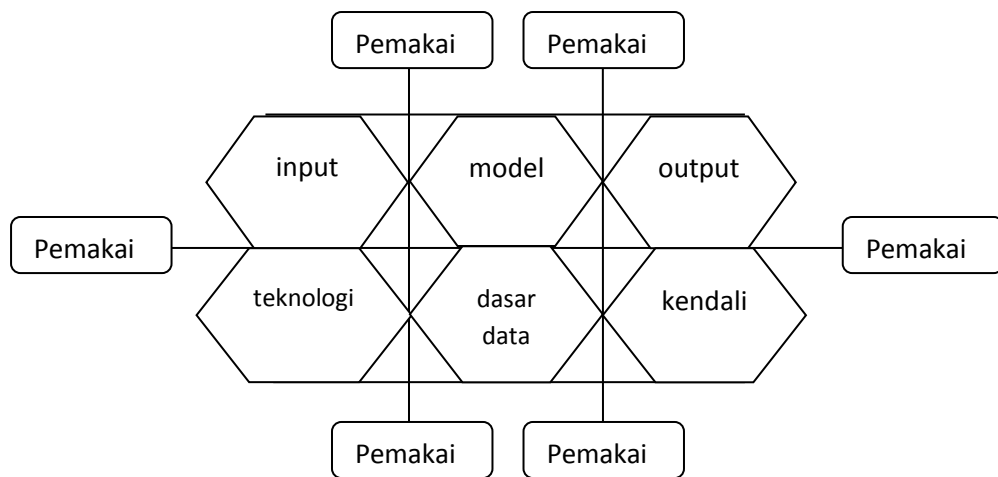 Pemakai
Pemakai
input
model
output
Pemakai
Pemakai
teknologi
dasar
data
kendali
Pemakai
Pemakai